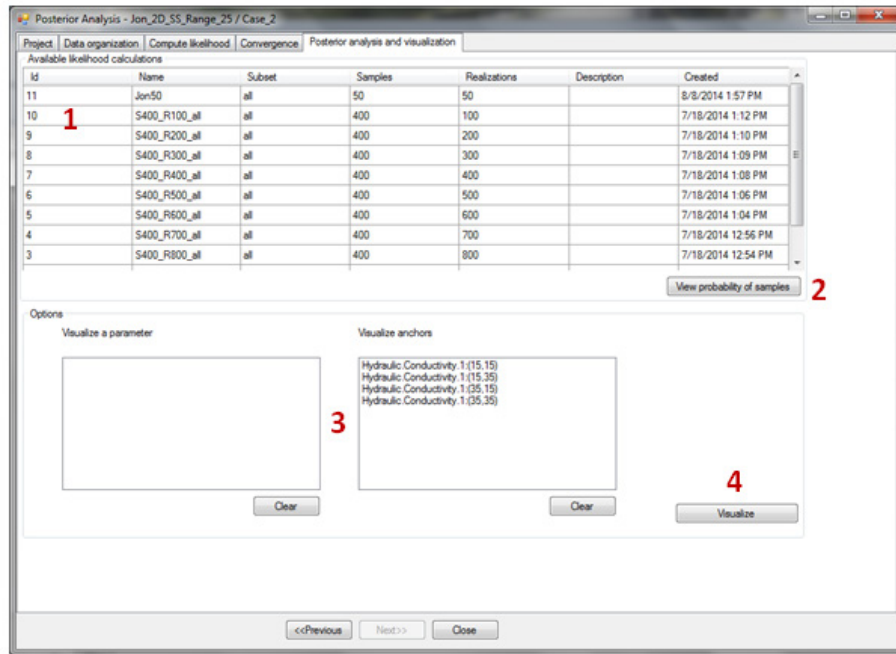 Posterior Analysis - Jon_2D_SS_Range_25 / Case_2
Project Data organization Compute likelihood Convergence Posterior analysis and visualization
Available likelihood calculations
Id Name Subset Samples Realizations Description Created
11 Jon50 all 50 50 8/8/2014 1:57 PM
10 S400_R100_all all 400 100 7/18/2014 1:12 PM
1
9 S400_R200_all all 400 200 7/18/2014 1:10 PM
8 S400_R300_all all 400 300 7/18/2014 1:09 PM
7 S400_R400_all all 400 400 7/18/2014 1:08 PM
6 S400_R500_all all 400 500 7/18/2014 1:06 PM
5 S400_R600_all all 400 600 7/18/2014 1:04 PM
4 S400_R700_all all 400 700 7/18/2014 12:56 PM
3 S400_R800_all all 400 800 7/18/2014 12:54 PM
View probability of samples 2
Options
Visualize a parameter Visualize anchors
Hydraulic.Conductivity.1:(15,15)
Hydraulic.Conductivity.1:(15,35)
Hydraulic.Conductivity.1:(35,15)
Hydraulic.Conductivity.1:(35,35)
3
4
Clear Clear Visualize
<<Previous Next>> Close